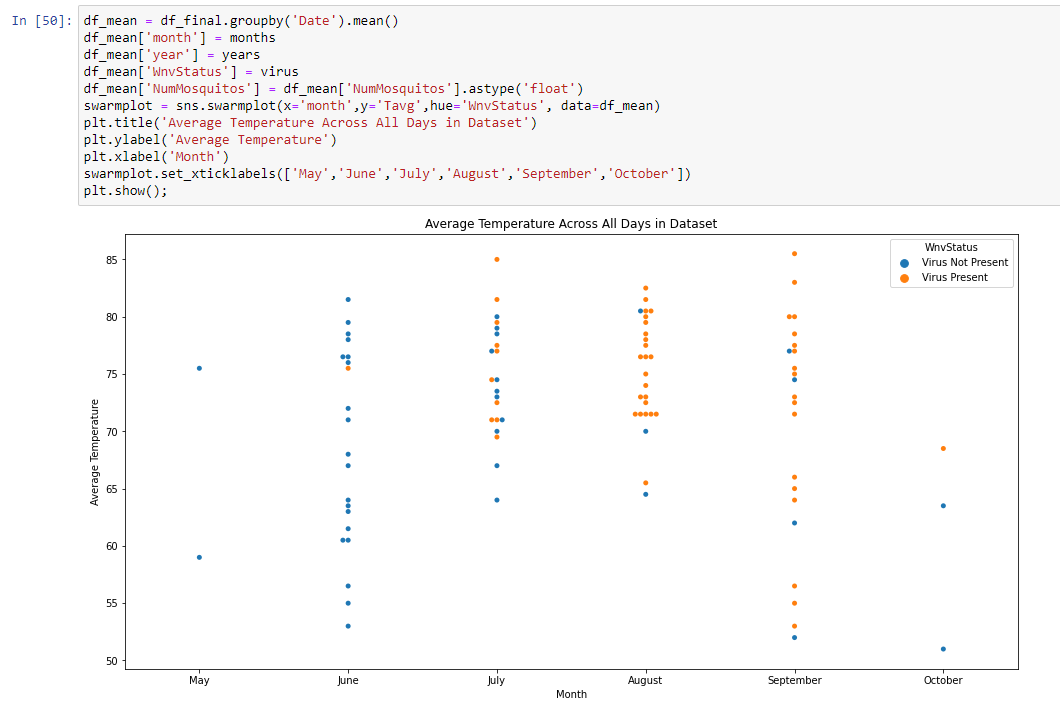 In [50]:
df_mean = df_final.groupby('Date').mean()
df_mean['month'] = months
df_mean['year'] = years
df_mean['WnvStatus'] = virus
df_mean['NumMosquitos'] = df_mean['NumMosquitos'].astype('float')
swarmplot = sns.swarmplot(x='month',y='Tavg',hue='WnvStatus', data=df_mean)
plt.title('Average Temperature Across All Days in Dataset')
plt.ylabel('Average Temperature')
plt.xlabel('Month')
swarmplot.set_xticklabels(['May','June','July','August','September','October'])
plt.show();
Average Temperature Across All Days in Dataset
WnvStatus
Virus Not Present
Virus Present
85
80
75
70
65
60
55
50
Average Temperature
May June July August September October
Month